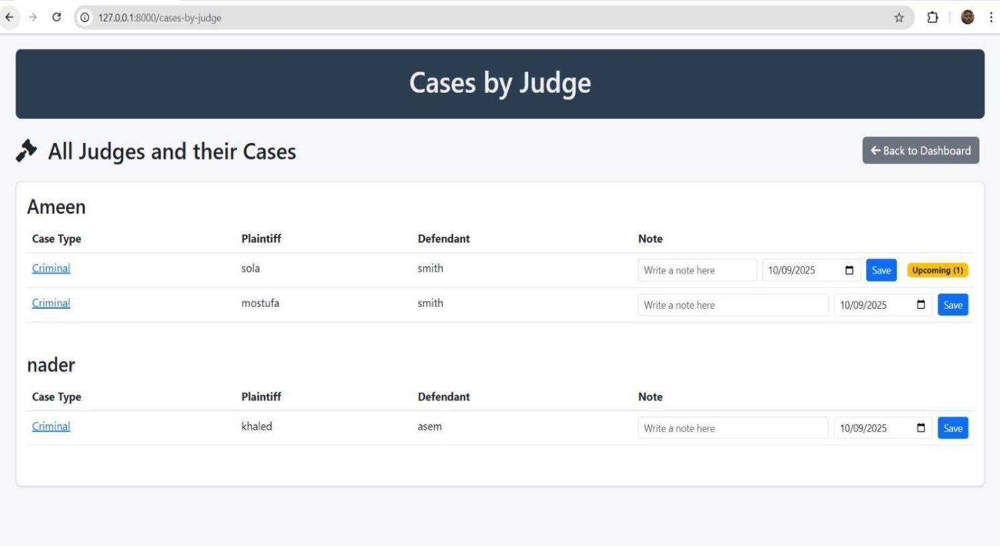 127.0.0.1:8000/cases-by-judge
Cases by Judge
All Judges and their Cases
Back to Dashboard
Ameen
Case Type Plaintiff Defendant Note
Criminal sola smith Write a note here 10/09/2025 Save Upcoming (1)
Criminal mostufa smith Write a note here 10/09/2025 Save
nader
Case Type Plaintiff Defendant Note
Criminal khaled asem Write a note here 10/09/2025 Save